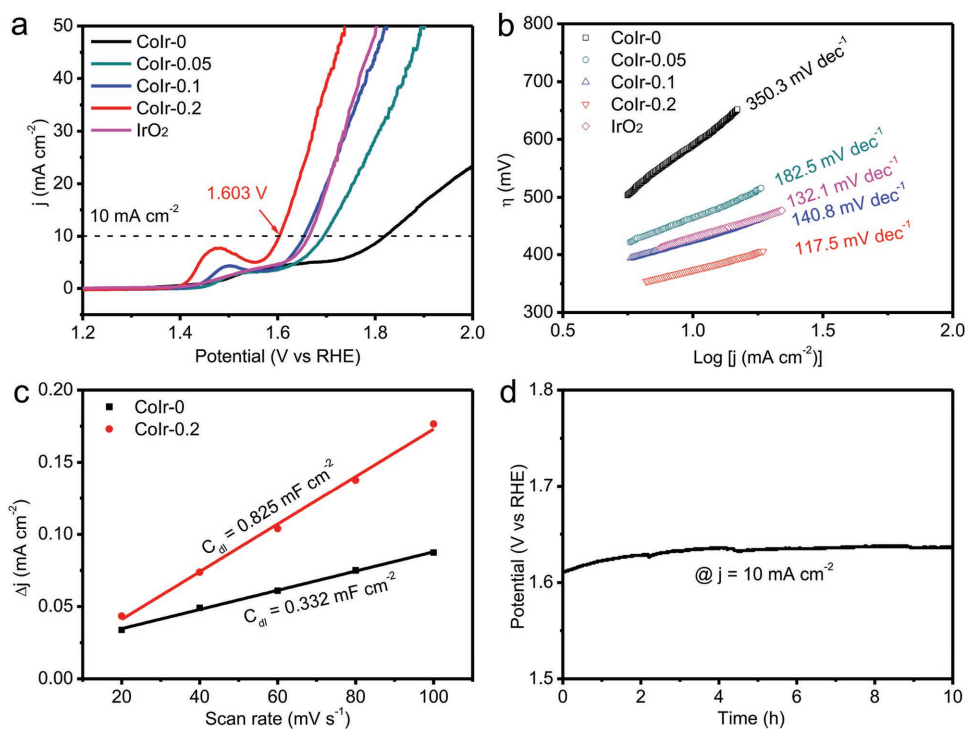 a
50
40
30
20
10
0
j (mA cm⁻²)
CoIr-0
CoIr-0.05
CoIr-0.1
CoIr-0.2
IrO₂
1.603 V
10 mA cm⁻²
1.2 1.4 1.6 1.8 2.0
Potential (V vs RHE)
b
800
700
600
500
400
300
η (mV)
CoIr-0
CoIr-0.05
CoIr-0.1
CoIr-0.2
IrO₂
350.3 mV dec⁻¹
182.5 mV dec⁻¹
132.1 mV dec⁻¹
140.8 mV dec⁻¹
117.5 mV dec⁻¹
0.5 1.0 1.5 2.0
Log [j (mA cm⁻²)]
c
0.20
0.15
0.10
0.05
0.00
Δj (mA cm⁻²)
CoIr-0
CoIr-0.2
C_dl = 0.825 mF cm⁻²
C_dl = 0.332 mF cm⁻²
20 40 60 80 100
Scan rate (mV s⁻¹)
d
1.8
1.7
1.6
1.5
Potential (V vs RHE)
@ j = 10 mA cm⁻²
0 2 4 6 8 10
Time (h)